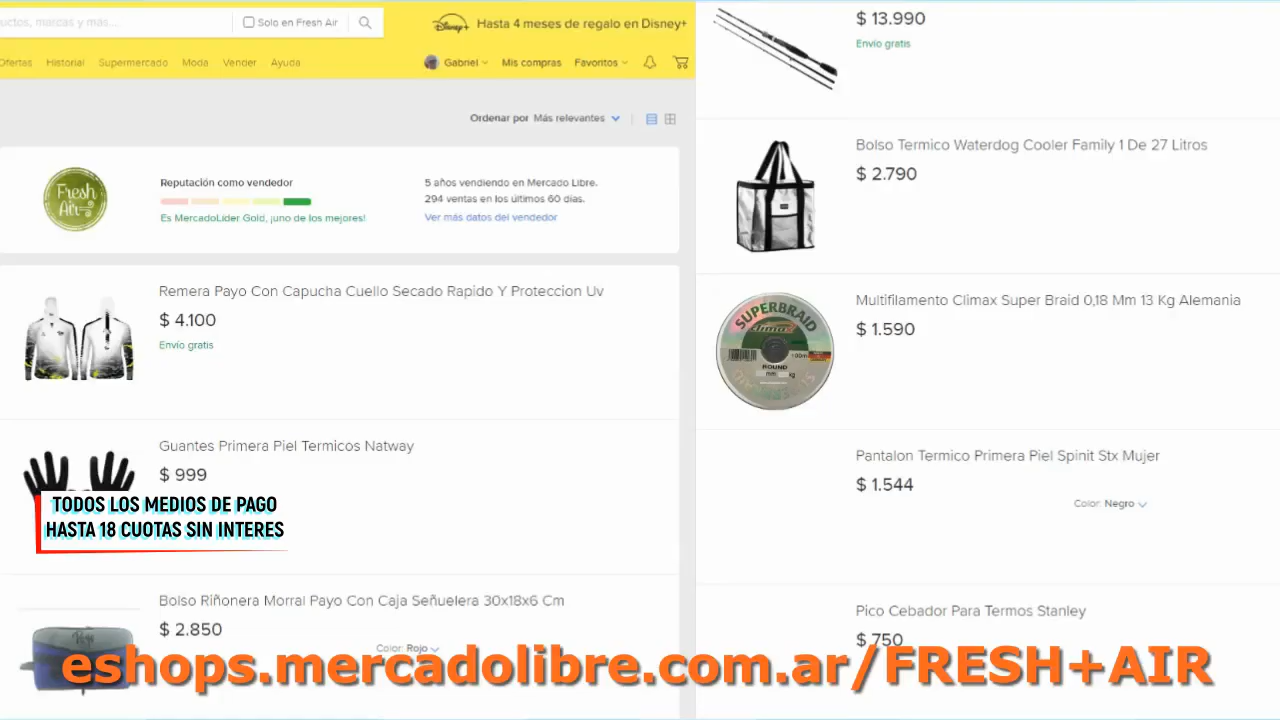 uctos, marcas y más...
Solo en Fresh Air
Disney+
Hasta 4 meses de regalo en Disney+
Ofertas Historial Supermercado Moda Vender Ayuda
Gabriel Mis compras Favoritos
Ordenar por Más relevantes
Fresh Air
Reputación como vendedor
Es MercadoLíder Gold, ¡uno de los mejores!
5 años vendiendo en Mercado Libre.
294 ventas en los últimos 60 días.
Ver más datos del vendedor
Remera Payo Con Capucha Cuello Secado Rapido Y Proteccion Uv
$ 4.100
Envío gratis
Guantes Primera Piel Termicos Natway
$ 999
TODOS LOS MEDIOS DE PAGO
HASTA 18 CUOTAS SIN INTERES
Bolso Riñonera Morral Payo Con Caja Señuelera 30x18x6 Cm
$ 2.850
Color: Rojo
$ 13.990
Envío gratis
Bolso Termico Waterdog Cooler Family 1 De 27 Litros
$ 2.790
Multifilamento Climax Super Braid 0,18 Mm 13 Kg Alemania
$ 1.590
SUPERBRAID
climax
100m
ROUND
Pantalon Termico Primera Piel Spinit Stx Mujer
$ 1.544
Color: Negro
Pico Cebador Para Termos Stanley
$ 750
eshops.mercadolibre.com.ar/FRESH+AIR